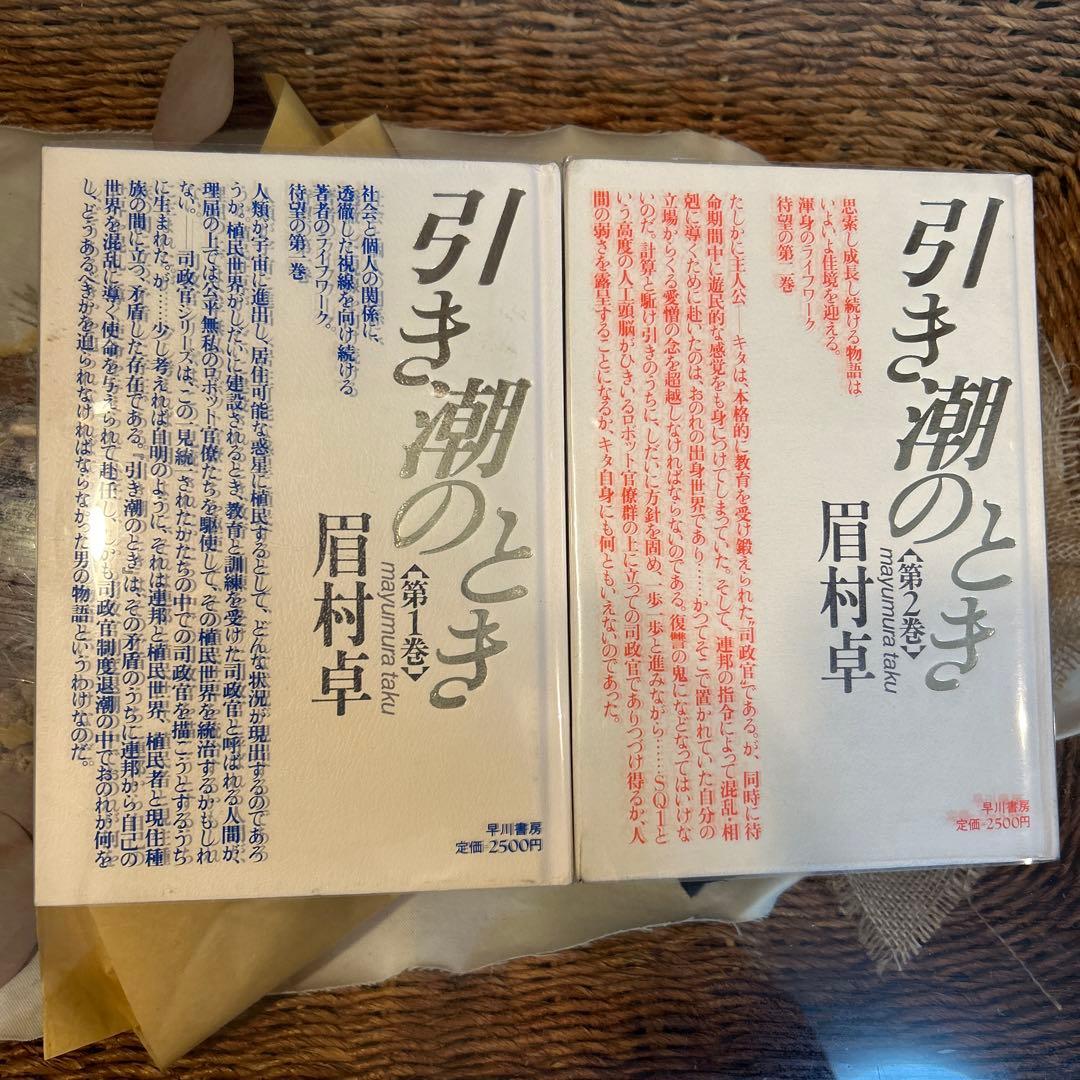 引き潮のとき
【第1巻】
mayumura taku
眉村卓
社会と個人の関係に、
透徹した視線を向け続ける
著者のライフワーク。
待望の第一巻
人類が宇宙に進出し、居住可能な惑星に植民するとして、どんな状況が現出するのであろ
うか。植民世界がしだいに建設されるとき、教育と訓練を受けた司政官と呼ばれる人間が、
理屈の上では公平無私のロボット官僚たちを駆使して、その植民世界を統治するかもしれ
ない。――司政官シリーズは、この一見統一されたかたちの中での司政官を描こうとするうち
に生まれた。が……少し考えれば自明のように、それは連邦と植民世界、植民者と現住種
族の間に立つ、矛盾した存在である。『引き潮のとき』は、その矛盾のうちに連邦から自己の
世界を混乱に導く使命を与えられて赴任し、しかも司政官制度退潮の中でおのれが何を
し、どうあるべきかを迫られなければならなかった男の物語というわけなのだ。
早川書房
定価=2500円
引き潮のとき
【第2巻】
mayumura taku
眉村卓
思索し成長し続ける物語は
いよいよ佳境を迎える。
渾身のライフワーク
待望の第二巻
たしかに主人公――キタは、本格的に教育を受け鍛えられた“司政官”である。が、同時に待
命期間中に遊民的な感覚をも身につけてしまっていた。そして、連邦の指令によって混乱・相
剋に導くために赴いたのは、おのれの出身世界であり……かつてそこで置かれていた自分の
立場からくる愛憎の念を超越しなければならないのである。復讐の鬼になどなってはいけな
いのだ。計算と駈け引きのうちに、しだいに方針を固め、一歩一歩と進みながら……SQ1と
いう高度の人工頭脳がひきいるロボット官僚群の上に立っての司政官でありつづけ得るか、人
間の弱さを露呈することになるか、キタ自身にも何ともいえないのであった。
早川書房
定価=2500円